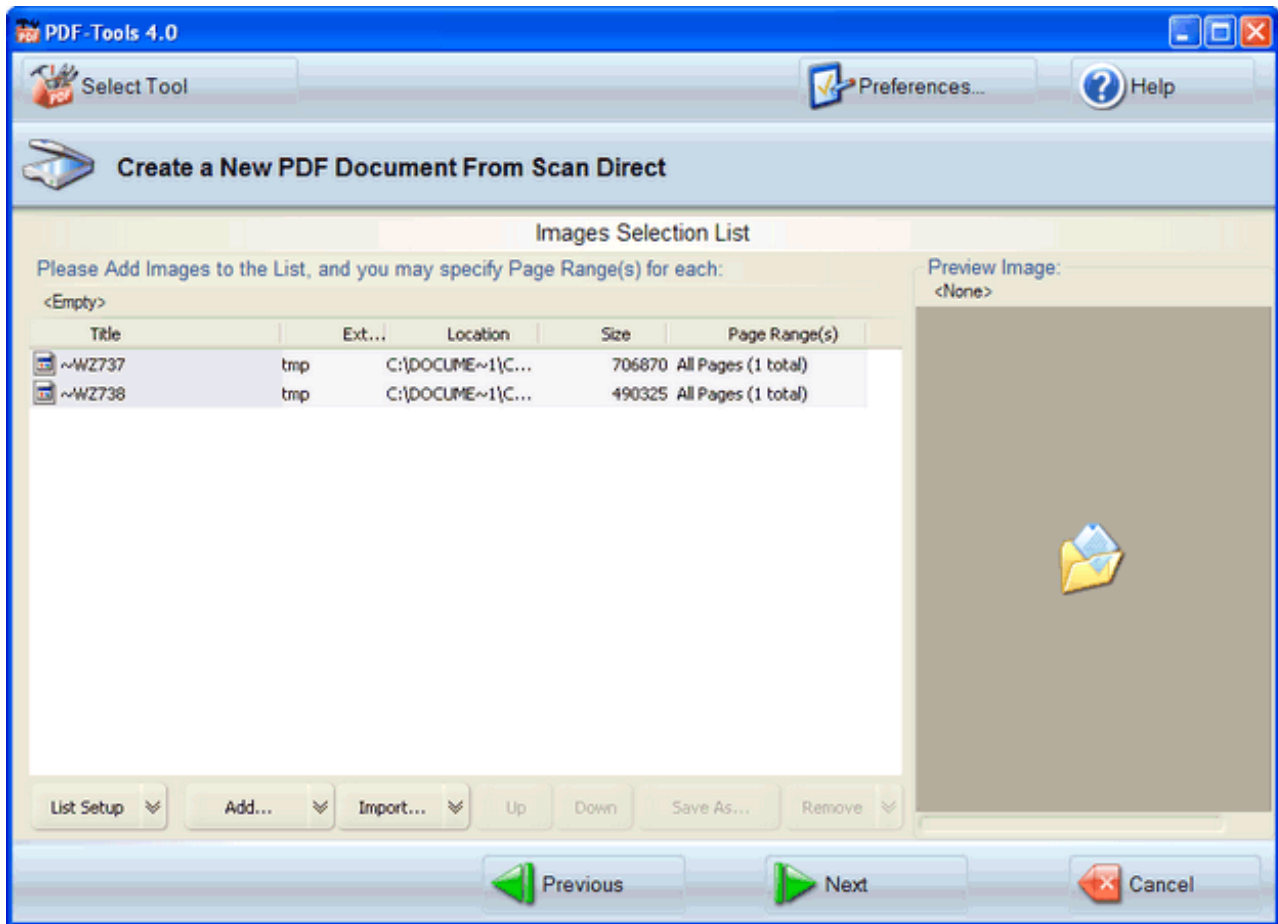 PDF-Tools 4.0
Select Tool Preferences... Help
Create a New PDF Document From Scan Direct
Images Selection List
Please Add Images to the List, and you may specify Page Range(s) for each:
<Empty>
Title Ext... Location Size Page Range(s)
~WZ737 tmp C:\DOCUME~1\C... 706870 All Pages (1 total)
~WZ738 tmp C:\DOCUME~1\C... 490325 All Pages (1 total)
Preview Image:
<None>
List Setup Add... Import... Up Down Save As... Remove
Previous Next Cancel